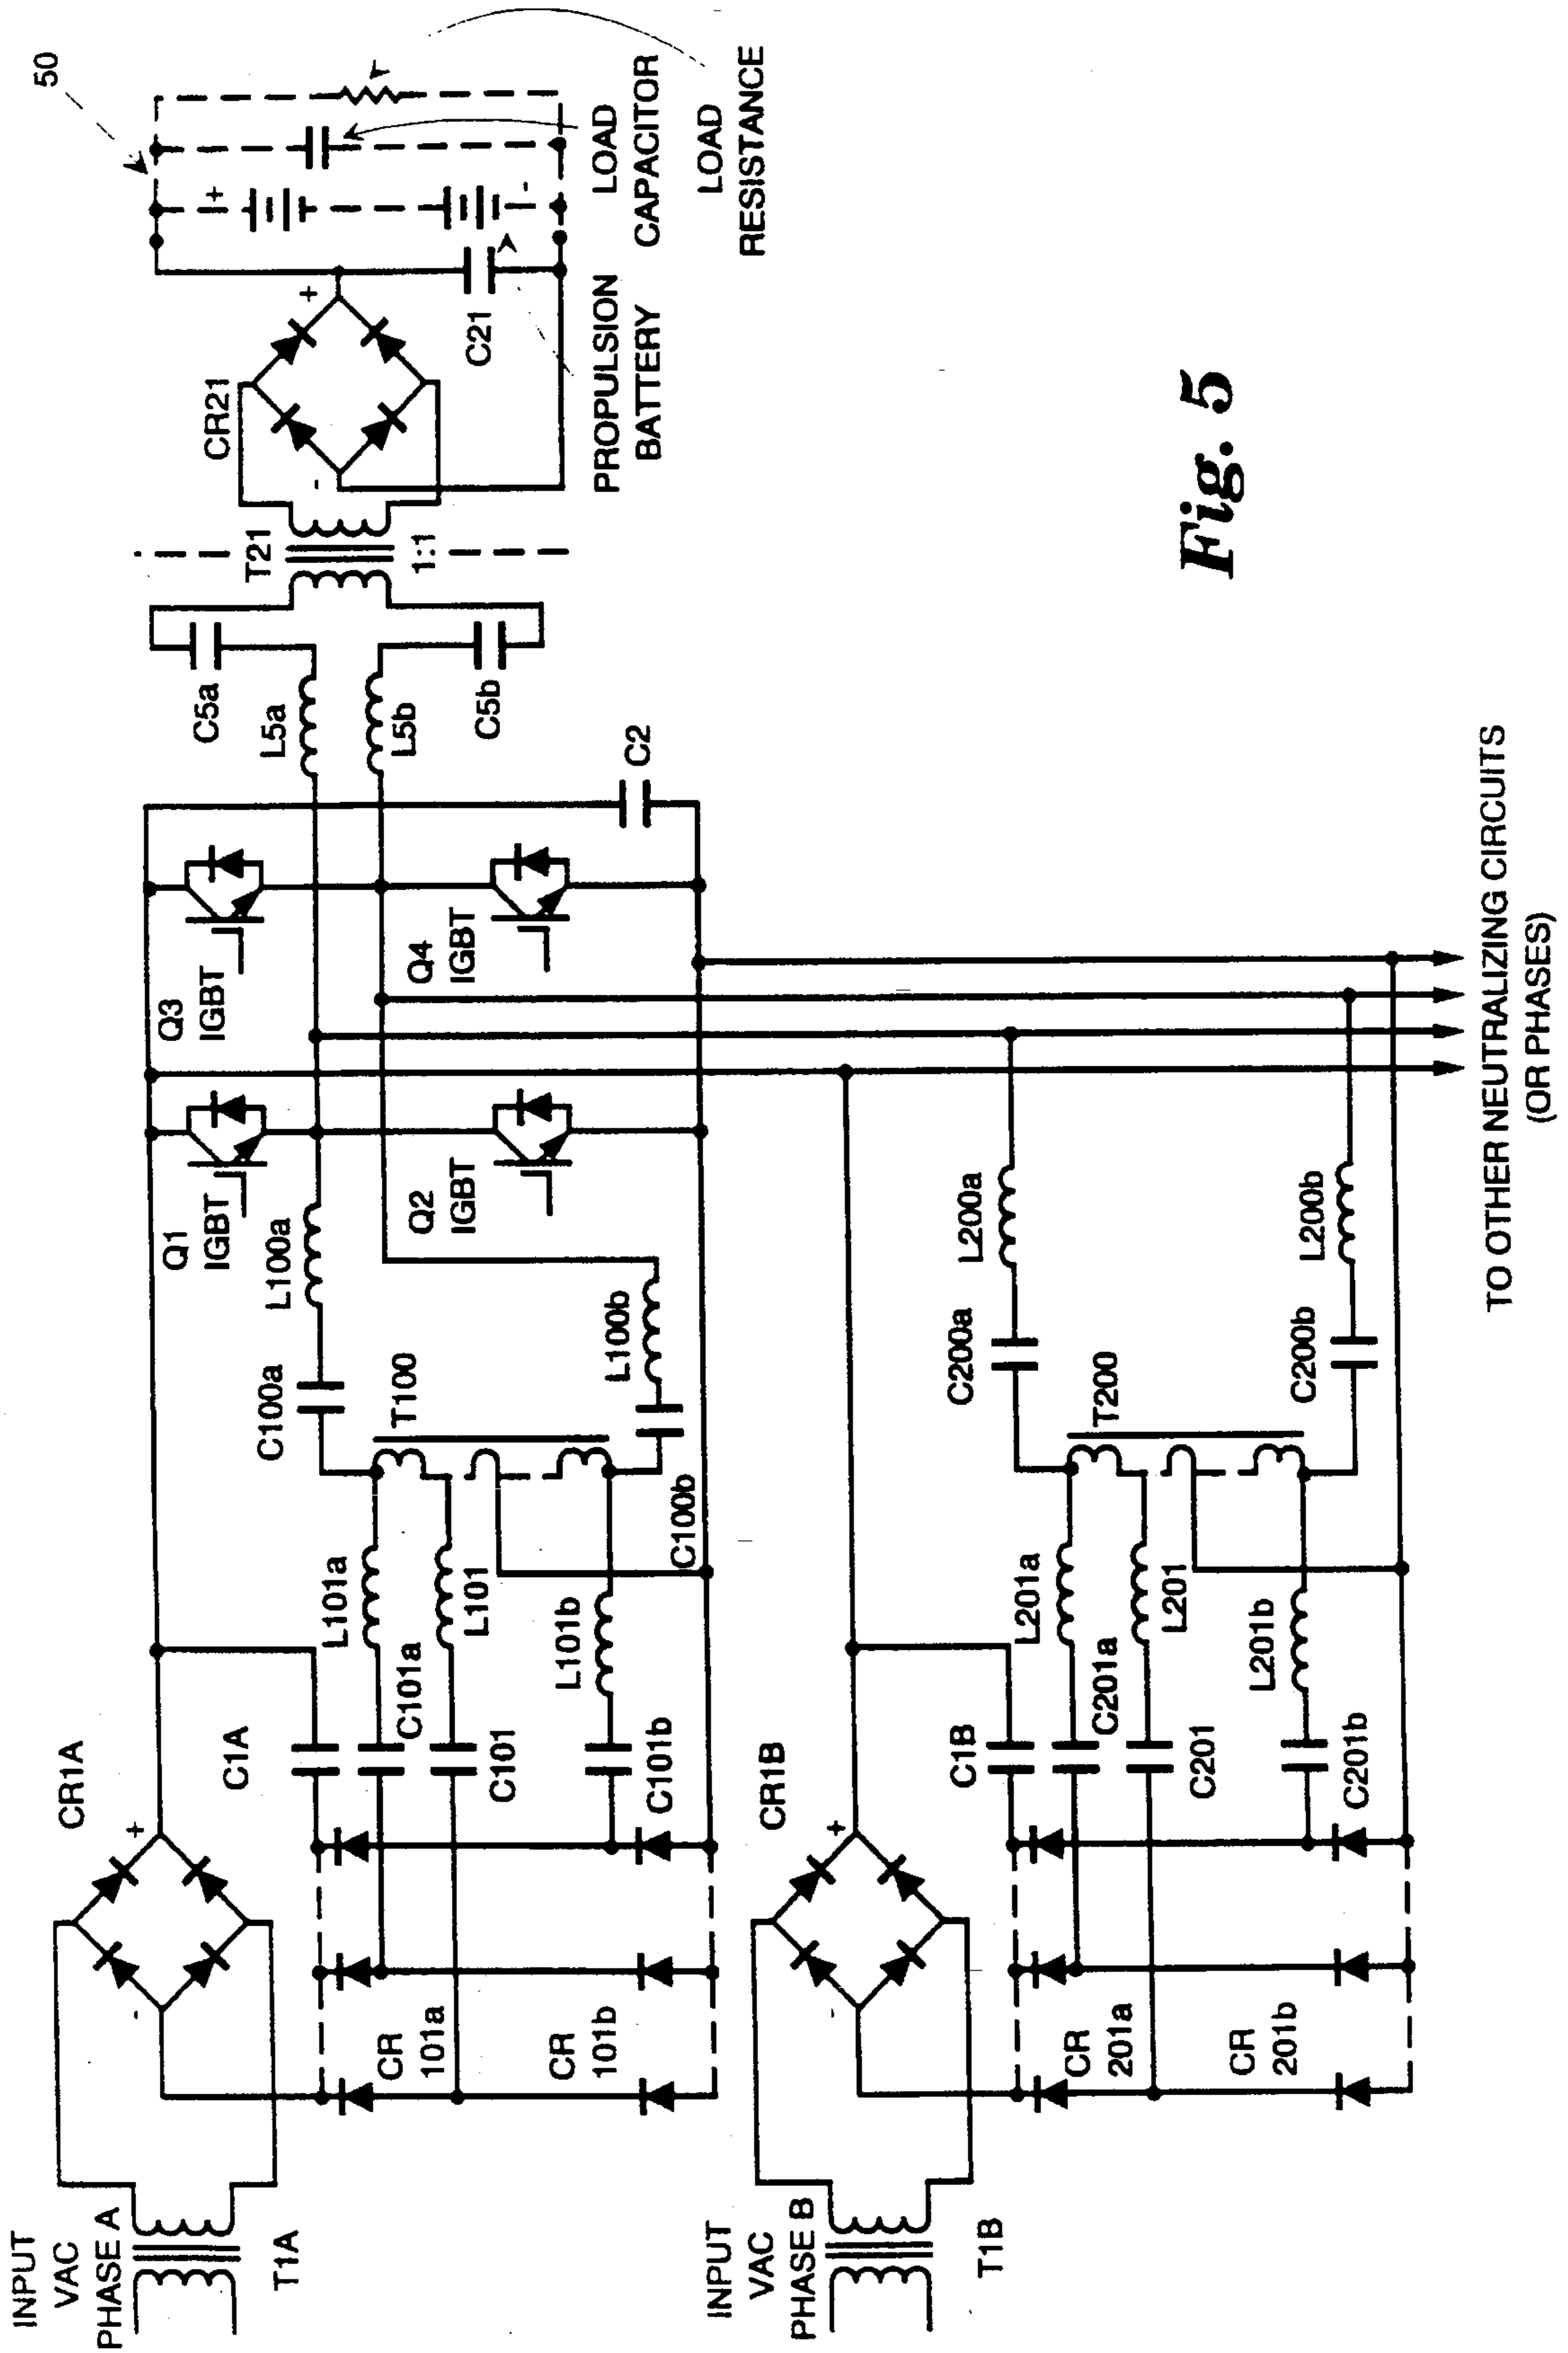 INPUT
VAC
PHASE A
T1A
CR1A
+
-
C1A
CR
101a
CR
101b
C101a
C101
C101b
L101a
L101
L101b
T100
C100a
C100b
L100a
L100b
Q1
IGBT
Q2
IGBT
Q3
IGBT
Q4
IGBT
C2
L5a
L5b
C5a
C5b
T21
1:1
CR21
+
-
C21
50
+
-
PROPULSION
BATTERY
LOAD
CAPACITOR
LOAD
RESISTANCE
INPUT
VAC
PHASE B
T1B
CR1B
+
-
C1B
CR
201a
CR
201b
C201a
C201
C201b
L201a
L201
L201b
T200
C200a
C200b
L200a
L200b
TO OTHER NEUTRALIZING CIRCUITS
(OR PHASES)
Fig. 5